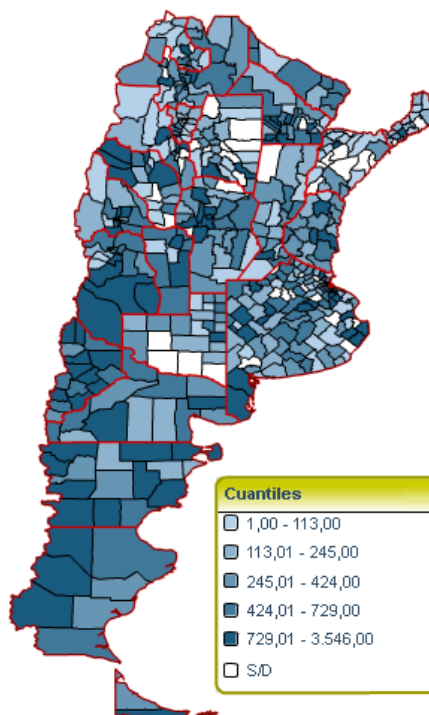 Cuantiles
1,00 - 113,00
113,01 - 245,00
245,01 - 424,00
424,01 - 729,00
729,01 - 3.546,00
S/D